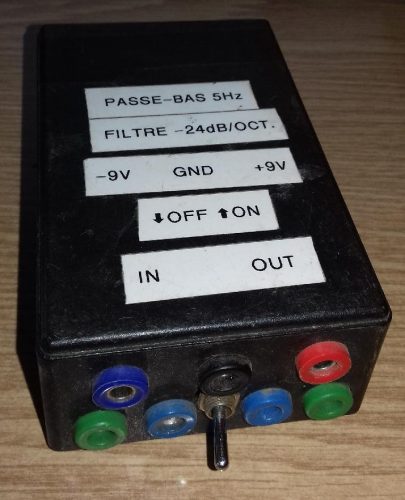 PASSE-BAS 5Hz
FILTRE -24dB/OCT.
-9V GND +9V
⬇OFF ⬆ON
IN OUT